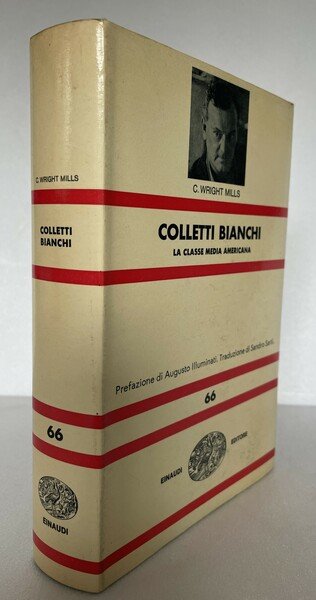 C. WRIGHT MILLS
COLLETTI
BIANCHI
66
EINAUDI
C. WRIGHT MILLS
COLLETTI BIANCHI
LA CLASSE MEDIA AMERICANA
Prefazione di Augusto Illuminati. Traduzione di Sandro Sarti.
66
EINAUDI
EDITORE